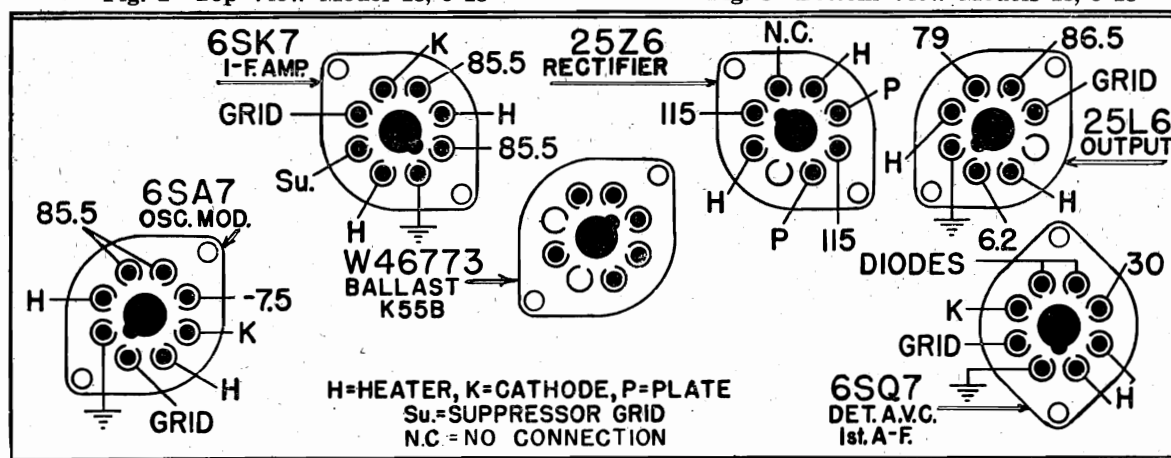 6SK7
I-F. AMP.
K
85.5
GRID
H
85.5
Su.
H
25Z6
RECTIFIER
N.C.
H
P
115
H
P
115
79
86.5
GRID
H
25L6
OUTPUT
H
6.2
6SA7
OSC. MOD.
85.5
H
-7.5
K
H
GRID
W46773
BALLAST
K55B
DIODES
30
K
GRID
H
6SQ7
DET. A.V.C.
1st. A-F.
H=HEATER, K=CATHODE, P=PLATE
Su.=SUPPRESSOR GRID
N.C.=NO CONNECTION